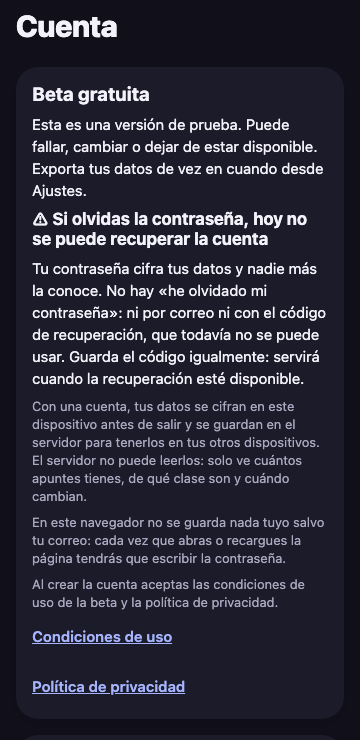 Cuenta
Beta gratuita
Esta es una versión de prueba. Puede
fallar, cambiar o dejar de estar disponible.
Exporta tus datos de vez en cuando desde
Ajustes.
⚠ Si olvidas la contraseña, hoy no
se puede recuperar la cuenta
Tu contraseña cifra tus datos y nadie más
la conoce. No hay «he olvidado mi
contraseña»: ni por correo ni con el código
de recuperación, que todavía no se puede
usar. Guarda el código igualmente: servirá
cuando la recuperación esté disponible.
Con una cuenta, tus datos se cifran en este
dispositivo antes de salir y se guardan en el
servidor para tenerlos en tus otros dispositivos.
El servidor no puede leerlos: solo ve cuántos
apuntes tienes, de qué clase son y cuándo
cambian.
En este navegador no se guarda nada tuyo salvo
tu correo: cada vez que abras o recargues la
página tendrás que escribir la contraseña.
Al crear la cuenta aceptas las condiciones de
uso de la beta y la política de privacidad.
Condiciones de uso
Política de privacidad